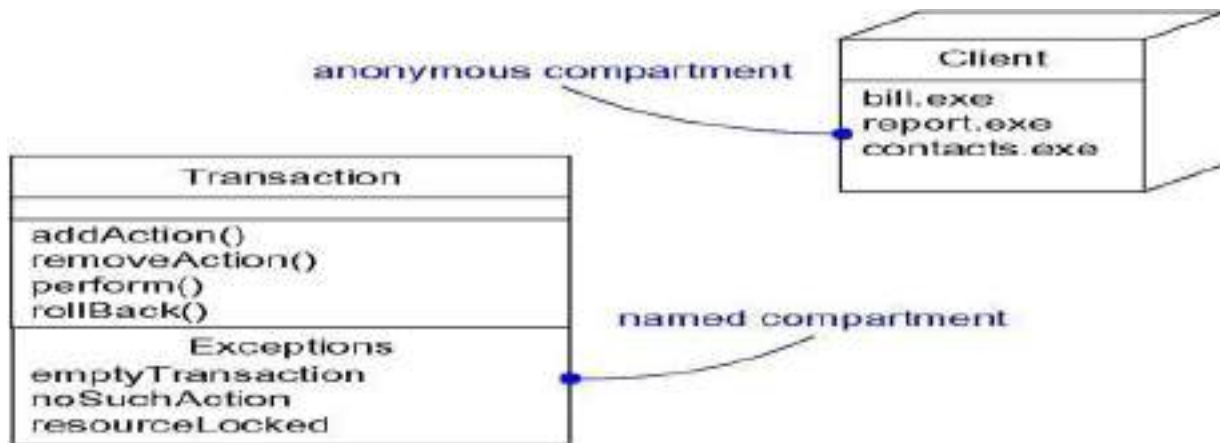 Client
anonymous compartment
bill.exe
report.exe
contacts.exe
Transaction
addAction()
removeAction()
perform()
rollBack()
named compartment
Exceptions
emptyTransaction
noSuchAction
resourceLocked